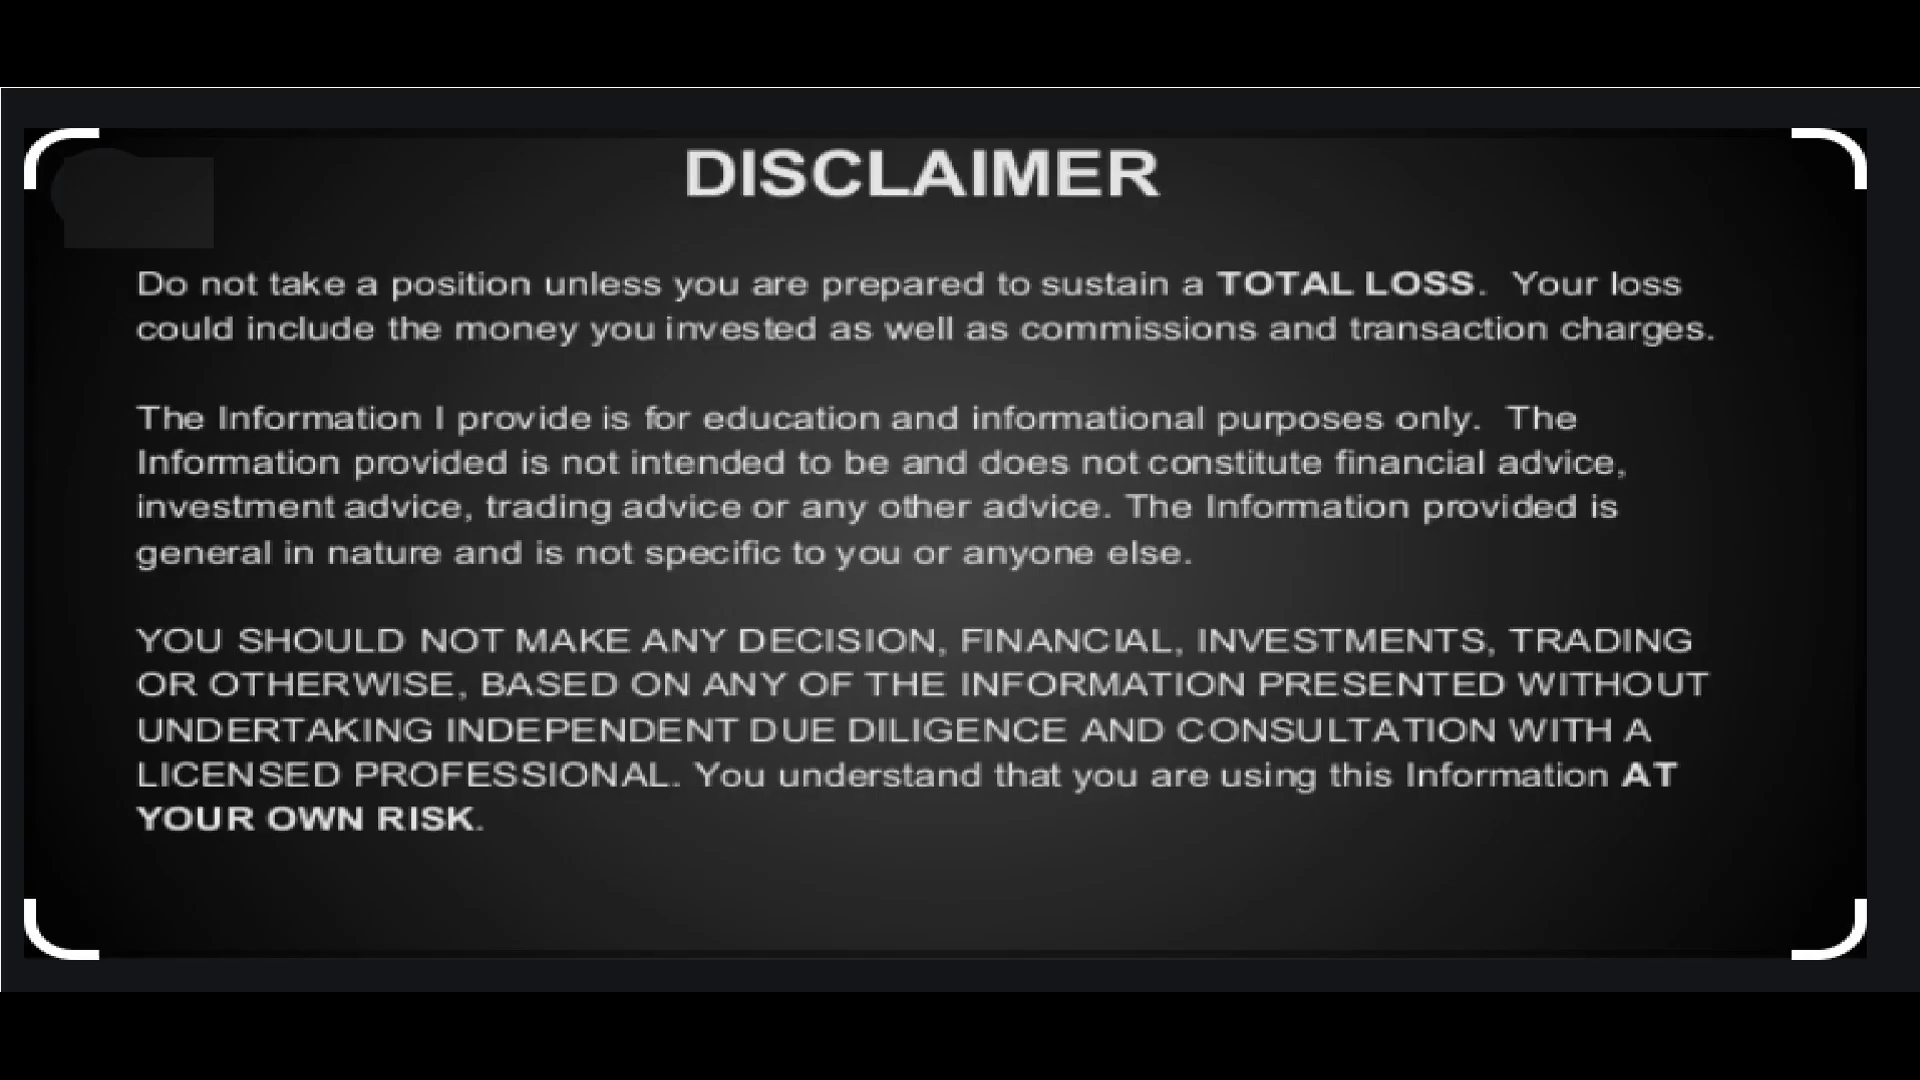 DISCLAIMER
Do not take a position unless you are prepared to sustain a TOTAL LOSS.  Your loss
could include the money you invested as well as commissions and transaction charges.
The Information I provide is for education and informational purposes only.  The
Information provided is not intended to be and does not constitute financial advice,
investment advice, trading advice or any other advice. The Information provided is
general in nature and is not specific to you or anyone else.
YOU SHOULD NOT MAKE ANY DECISION, FINANCIAL, INVESTMENTS, TRADING
OR OTHERWISE, BASED ON ANY OF THE INFORMATION PRESENTED WITHOUT
UNDERTAKING INDEPENDENT DUE DILIGENCE AND CONSULTATION WITH A
LICENSED PROFESSIONAL. You understand that you are using this Information AT
YOUR OWN RISK.